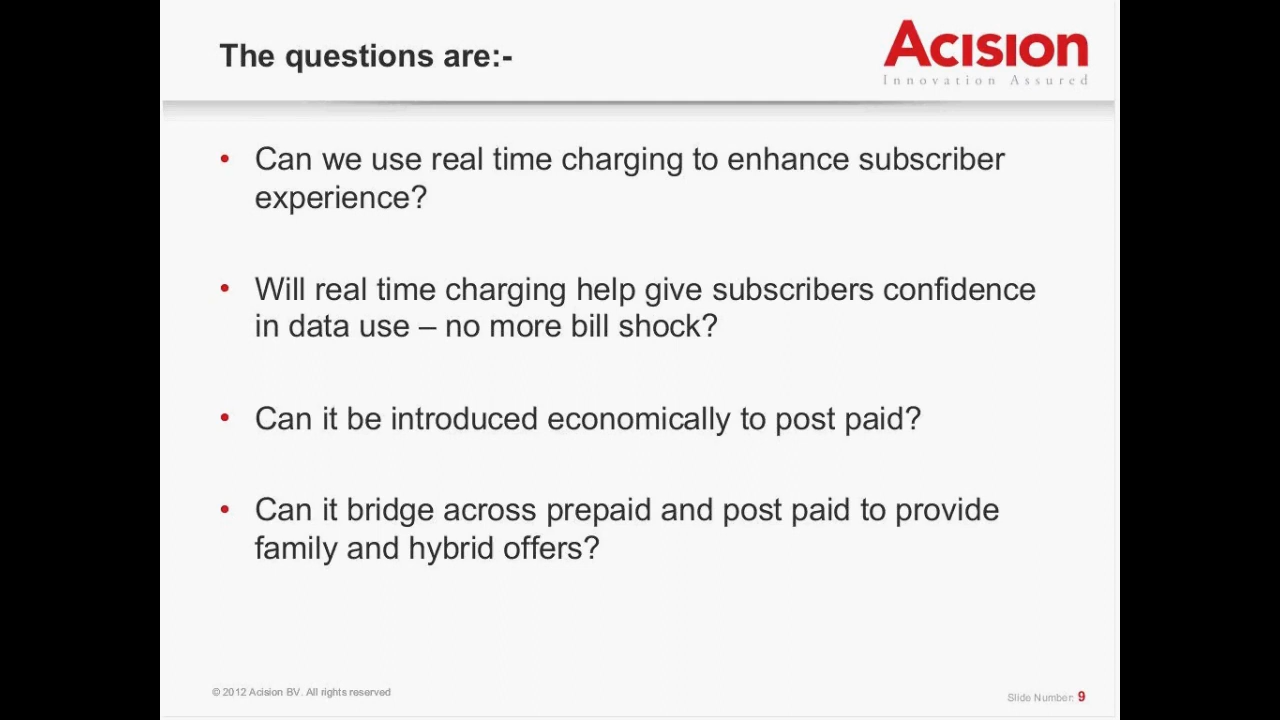 The questions are:-
Acision
Innovation Assured
• Can we use real time charging to enhance subscriber
experience?
• Will real time charging help give subscribers confidence
in data use – no more bill shock?
• Can it be introduced economically to post paid?
• Can it bridge across prepaid and post paid to provide
family and hybrid offers?
© 2012 Acision BV. All rights reserved
Slide Number: 9